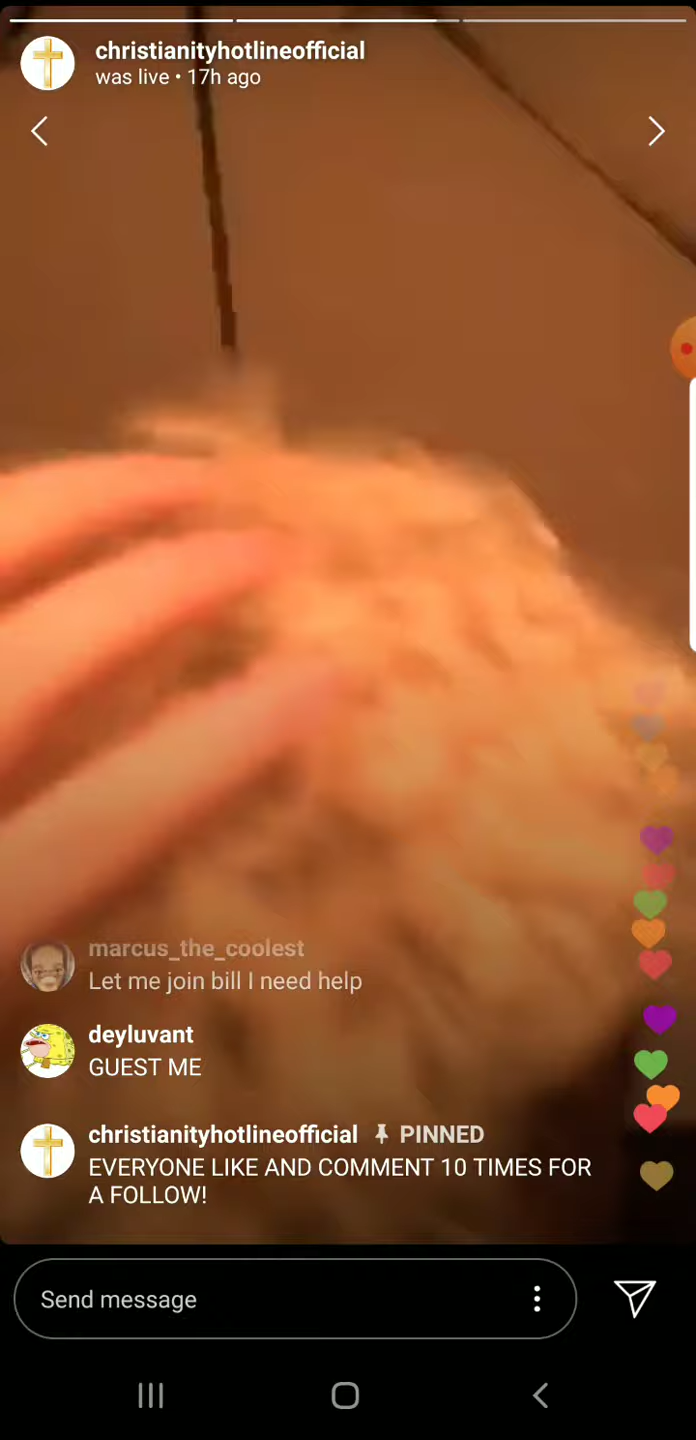 christianityhotlineofficial
was live • 17h ago
marcus_the_coolest
Let me join bill I need help
deyluvant
GUEST ME
christianityhotlineofficial PINNED
EVERYONE LIKE AND COMMENT 10 TIMES FOR
A FOLLOW!
Send message